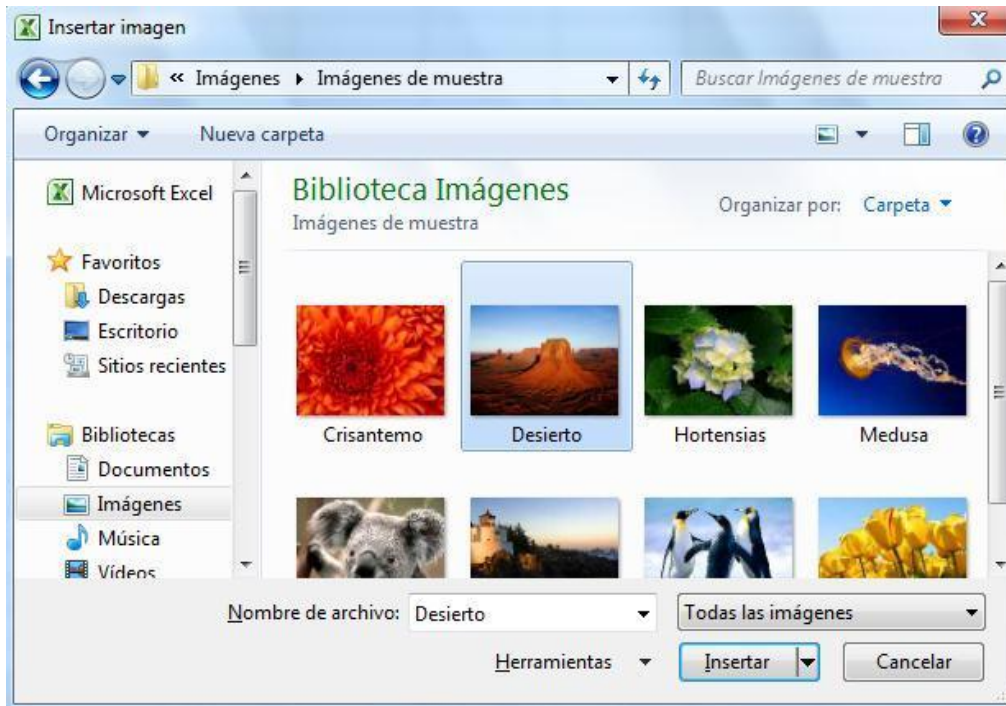 Insertar imagen
« Imágenes Imágenes de muestra
Buscar Imágenes de muestra
Organizar Nueva carpeta
Microsoft Excel
Favoritos
Descargas
Escritorio
Sitios recientes
Bibliotecas
Documentos
Imágenes
Música
Vídeos
Biblioteca Imágenes
Imágenes de muestra
Organizar por: Carpeta
Crisantemo Desierto Hortensias Medusa
Nombre de archivo: Desierto Todas las imágenes
Herramientas Insertar Cancelar